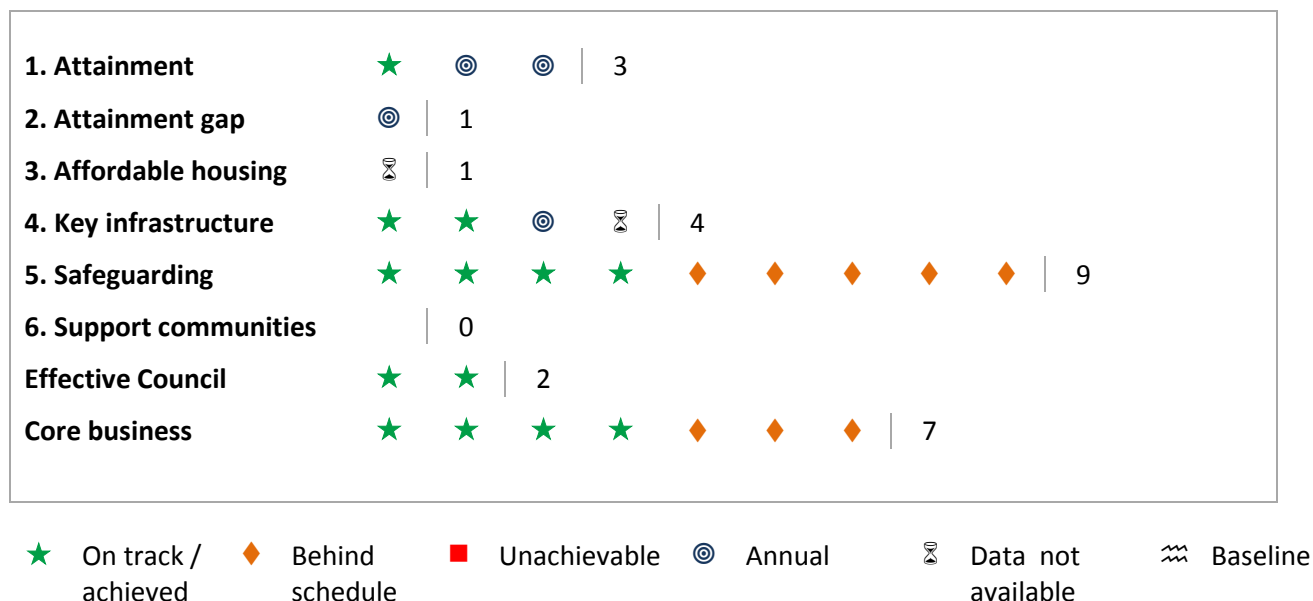 1. Attainment 3
2. Attainment gap 1
3. Affordable housing 1
4. Key infrastructure 4
5. Safeguarding 9
6. Support communities 0
Effective Council 2
Core business 7
On track / Behind Unachievable Annual Data not Baseline
achieved schedule available